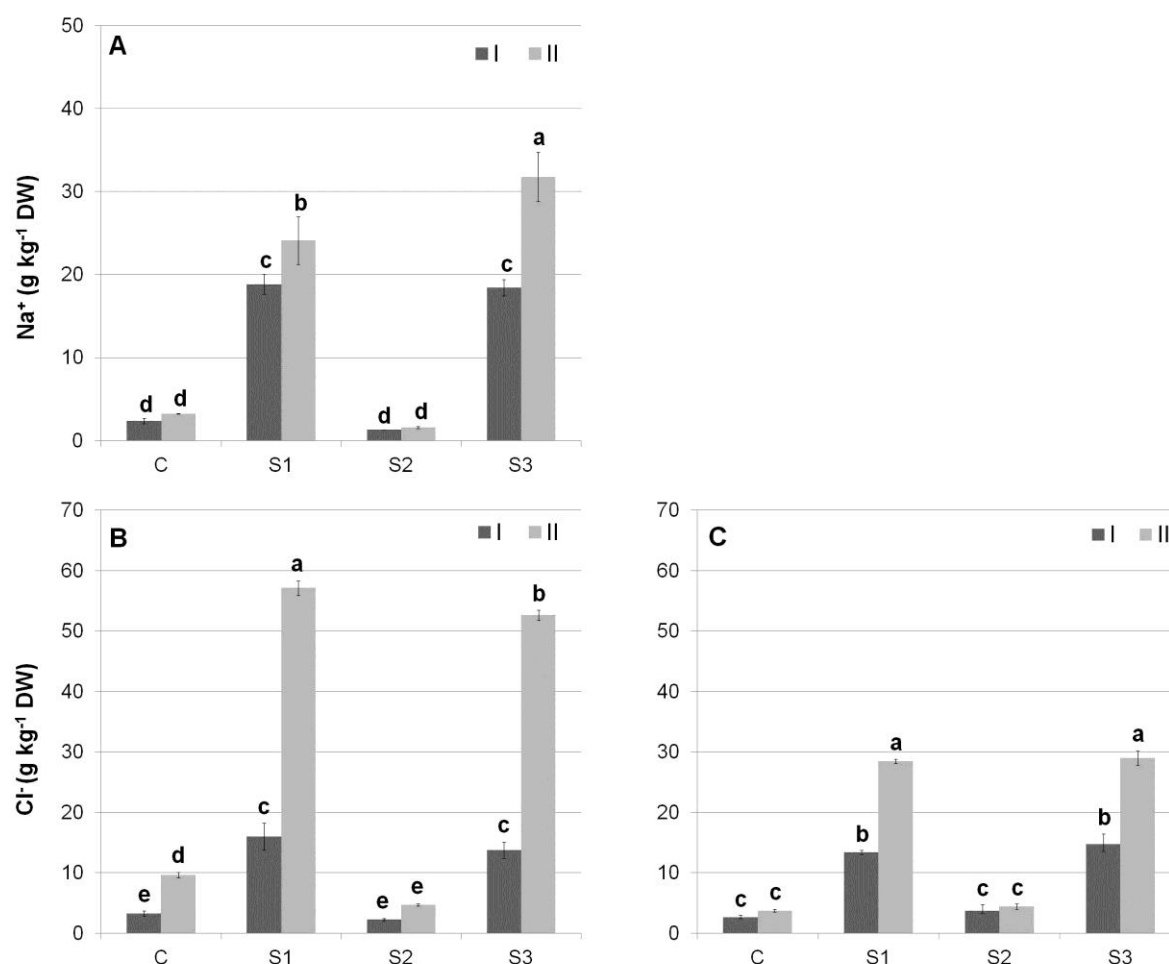 A
I II
50
40
30
20
10
0
Na⁺ (g kg⁻¹ DW)
d d c b d d c a
C S1 S2 S3
B
I II
70
60
50
40
30
20
10
0
Cl⁻ (g kg⁻¹ DW)
e d c a e e c b
C S1 S2 S3
C
I II
70
60
50
40
30
20
10
0
c c b a c c b a
C S1 S2 S3